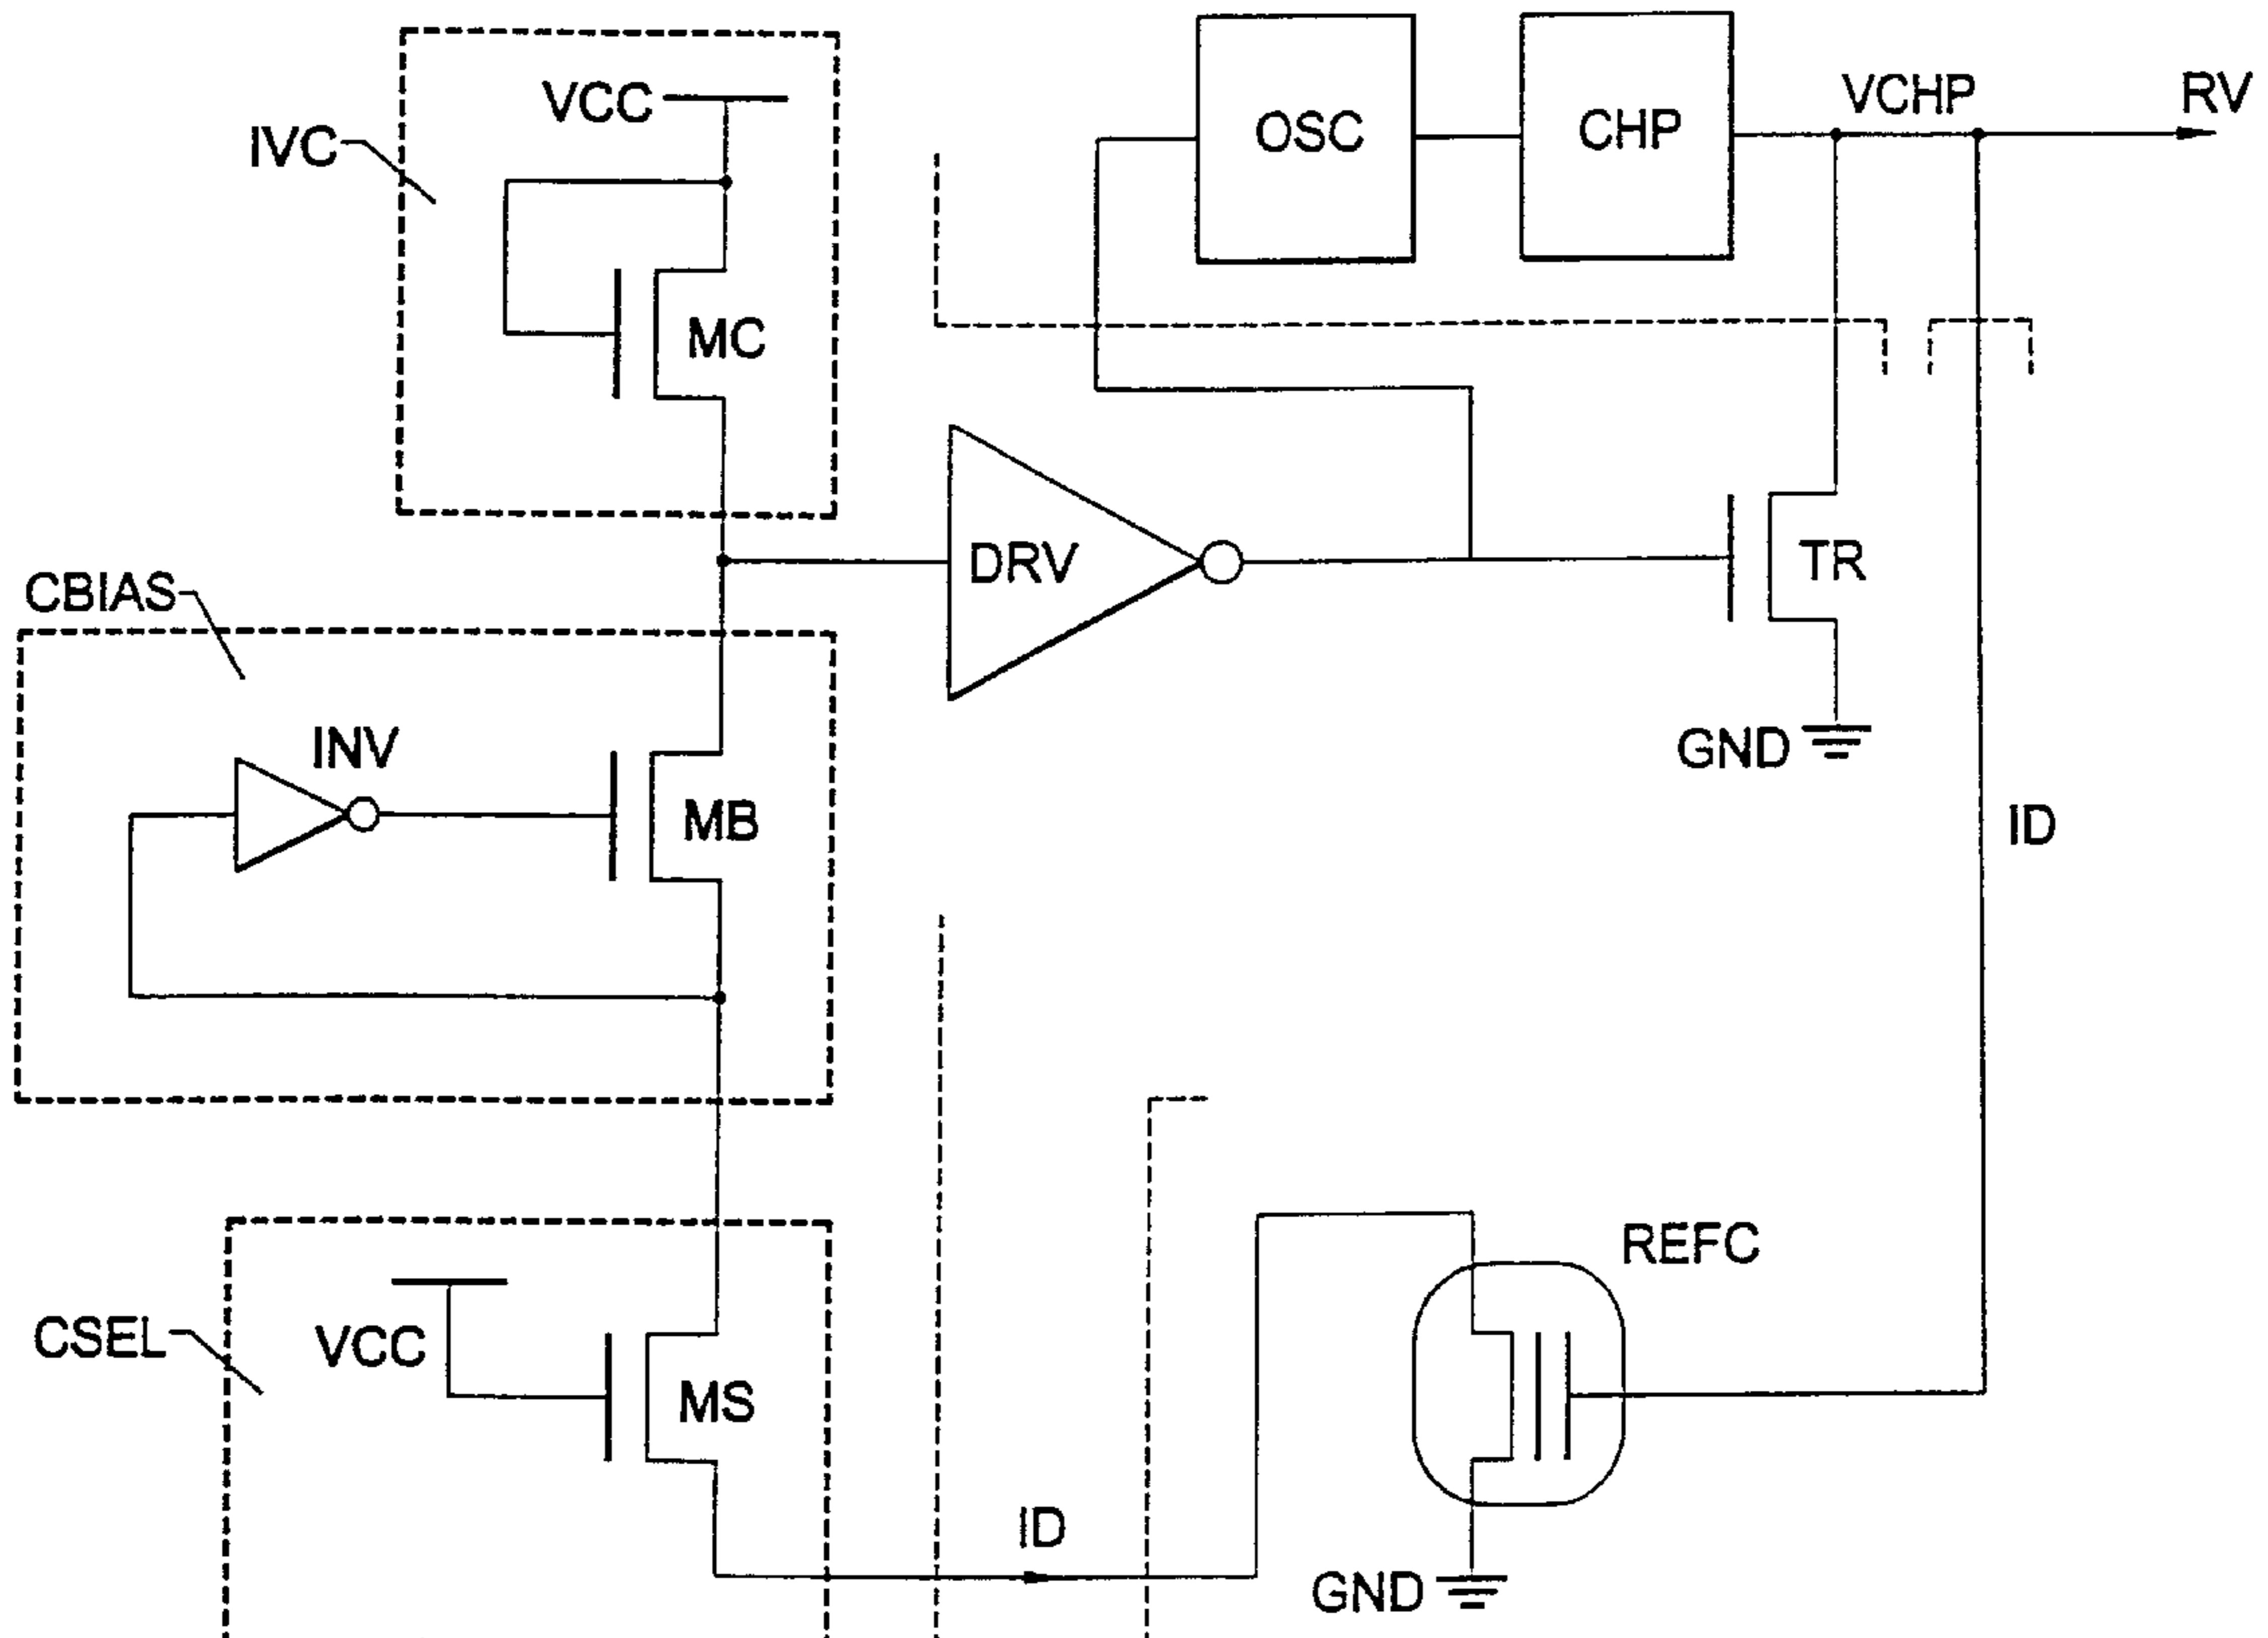 VCC
IVC
OSC
CHP
VCHP
RV
MC
DRV
TR
CBIAS
INV
MB
GND
ID
CSEL
VCC
MS
ID
REFC
GND